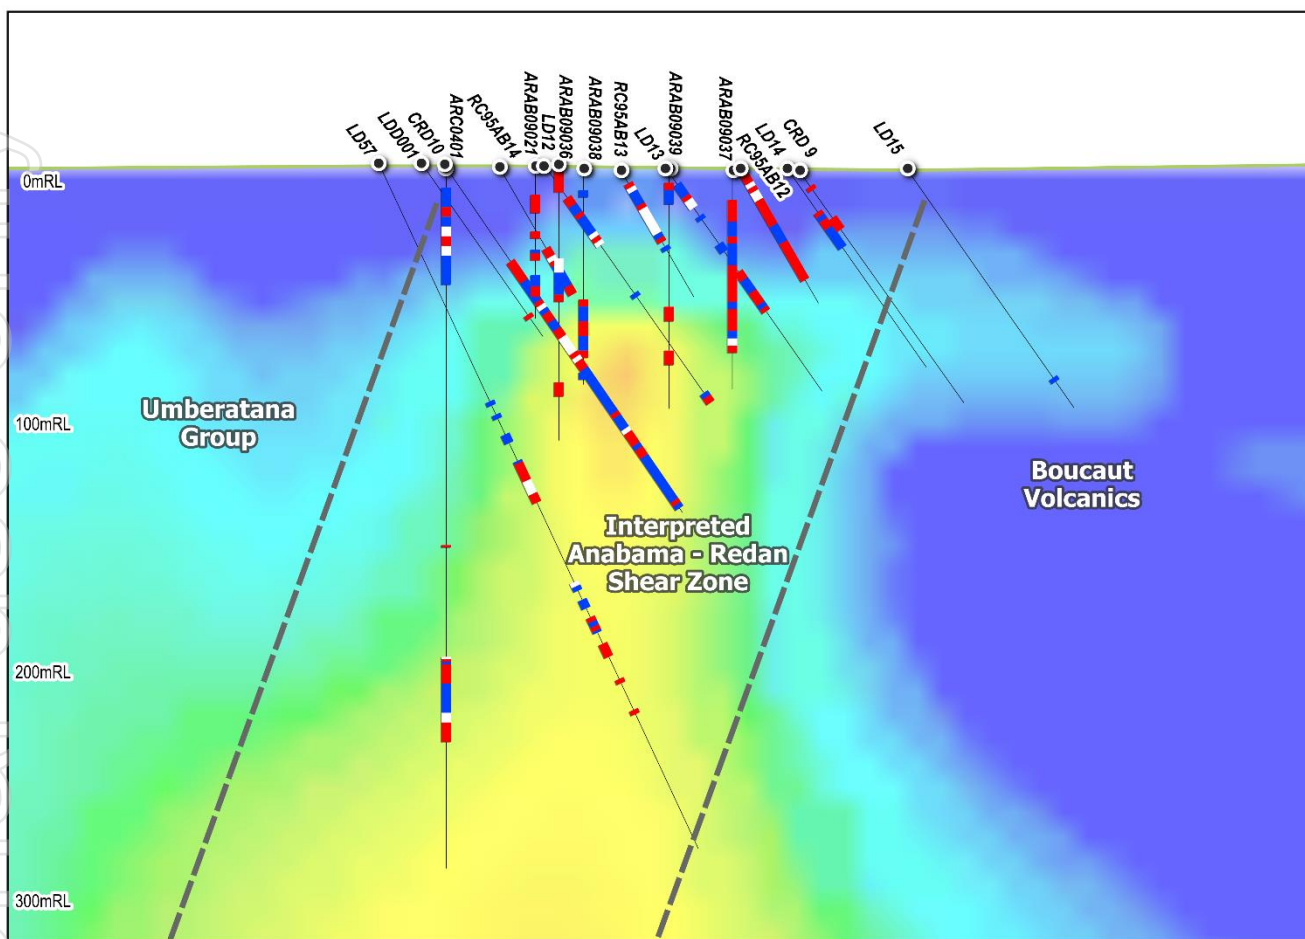 LD57
LDD001
CRD10
ARC0401
RC95AB14
ARAB09021
LD12
ARAB09036
ARAB09038
RC95AB13
LD13
ARAB09039
ARAB09037
RC95AB12
LD14
CRD 9
LD15
0mRL
100mRL
200mRL
300mRL
Umberatana
Group
Interpreted
Anabama - Redan
Shear Zone
Boucaut
Volcanics